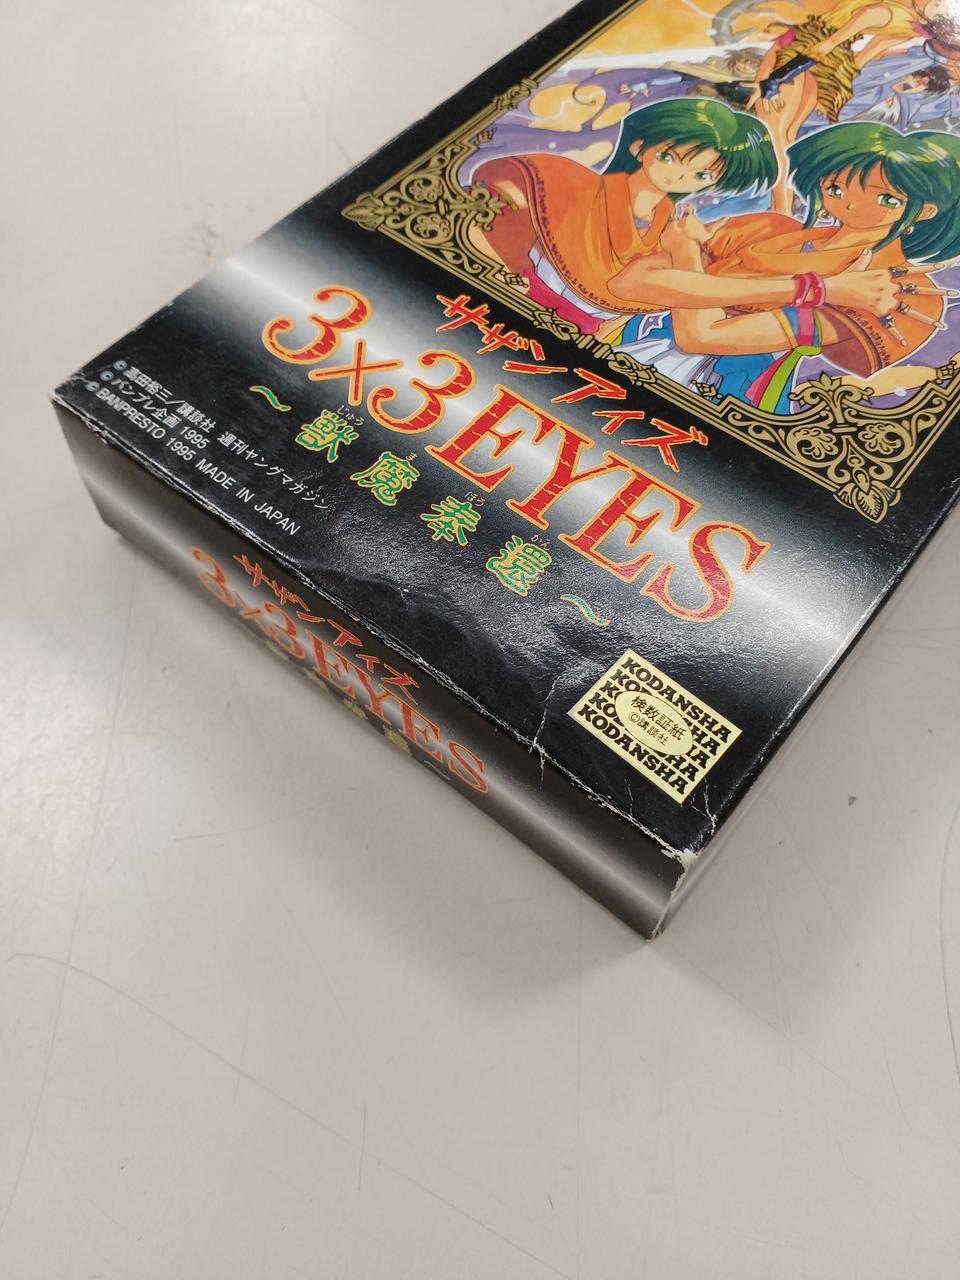 サザンアイズ
3×3EYES
じゅう ま ほう かん
～獣魔奉還～
©高田裕三／講談社 週刊ヤングマガジン
©バンプレ企画 1995
©BANPRESTO 1995 MADE IN JAPAN
KODANSHA
KODANSHA
検数証紙
©講談社
サザンアイズ
3×3EYES